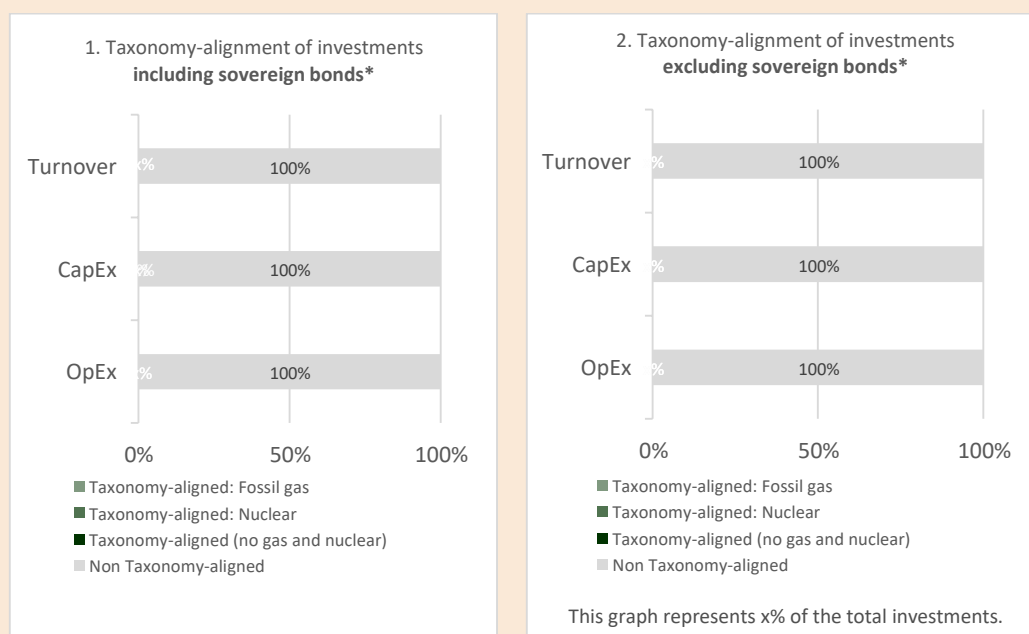 1. Taxonomy-alignment of investments
including sovereign bonds*
Turnover
x%
100%
CapEx
100%
OpEx
100%
0% 50% 100%
Taxonomy-aligned: Fossil gas
Taxonomy-aligned: Nuclear
Taxonomy-aligned (no gas and nuclear)
Non Taxonomy-aligned
2. Taxonomy-alignment of investments
excluding sovereign bonds*
Turnover
%
100%
CapEx
%
100%
OpEx
%
100%
0% 50% 100%
Taxonomy-aligned: Fossil gas
Taxonomy-aligned: Nuclear
Taxonomy-aligned (no gas and nuclear)
Non Taxonomy-aligned
This graph represents x% of the total investments.